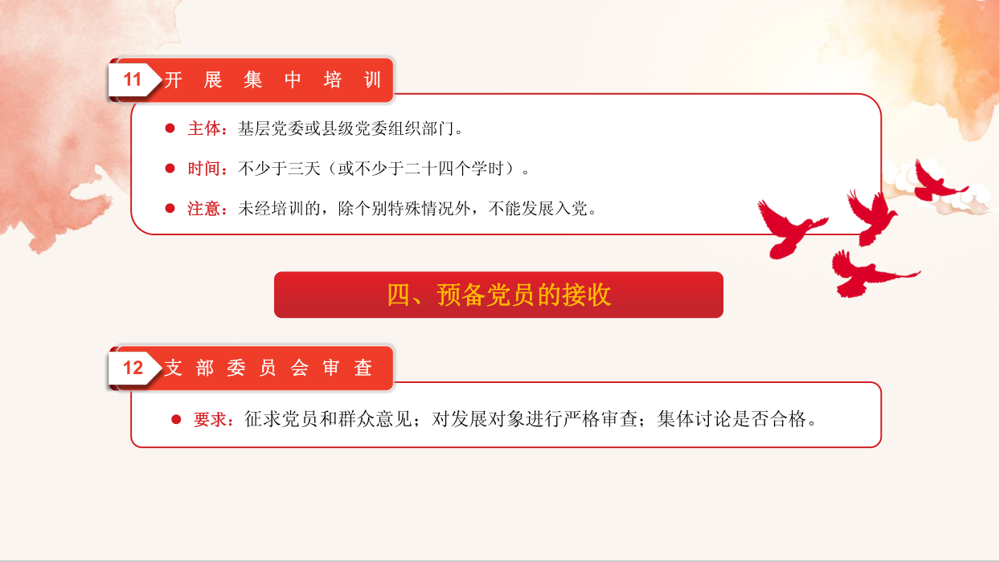 11 开展集中培训
● 主体：基层党委或县级党委组织部门。
● 时间：不少于三天（或不少于二十四个学时）。
● 注意：未经培训的，除个别特殊情况外，不能发展入党。
四、预备党员的接收
12 支部委员会审查
● 要求：征求党员和群众意见；对发展对象进行严格审查；集体讨论是否合格。